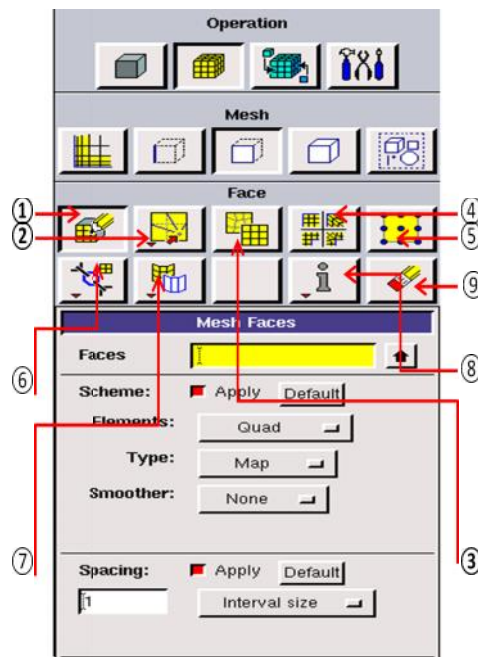 Operation
Mesh
Face
① ② ④ ⑤
⑨
⑥ ⑧
Mesh Faces
Faces
Scheme: Apply Default
Elements: Quad
Type: Map
Smoother: None
⑦ ③
Spacing: Apply Default
1 Interval size